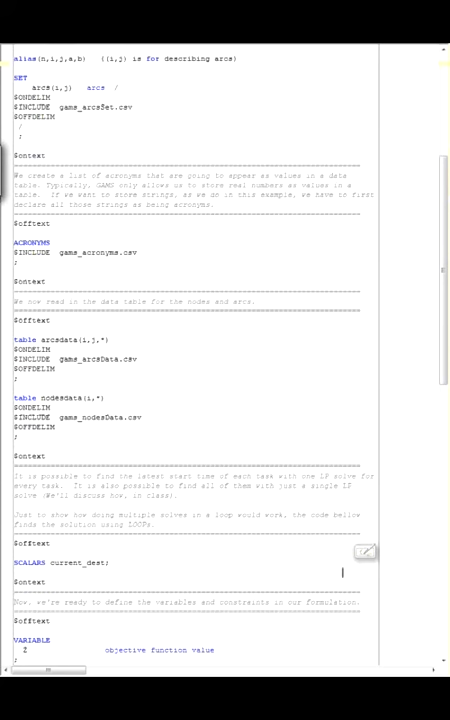 alias(n,i,j,a,b)   ((i,j) is for describing arcs)
SET
arcs(i,j)   arcs  /
$ONDELIM
$INCLUDE  gams_arcsSet.csv
$OFFDELIM
/
;
$ontext
================================================================================
We create a list of acronyms that are going to appear as values in a data
table. Typically, GAMS only allows us to store real numbers as values in a
table.  If we want to store strings, as we do in this example, we have to first
declare all those strings as being acronyms.
================================================================================
$offtext
ACRONYMS
$INCLUDE  gams_acronyms.csv
;
$ontext
================================================================================
We now read in the data table for the nodes and arcs.
================================================================================
$offtext
table arcsdata(i,j,*)
$ONDELIM
$INCLUDE  gams_arcsData.csv
$OFFDELIM
;
table nodesdata(i,*)
$ONDELIM
$INCLUDE  gams_nodesData.csv
$OFFDELIM
;
$ontext
================================================================================
It is possible to find the latest start time of each task with one LP solve for
every task.  It is also possible to find all of them with just a single LP
solve (We'll discuss how, in class).
Just to show how doing multiple solves in a loop would work, the code bellow
finds the solution using LOOPs.
================================================================================
$offtext
SCALARS current_dest;
$ontext
================================================================================
Now, we're ready to define the variables and constraints in our formulation.
================================================================================
$offtext
VARIABLE
Z                 objective function value
;